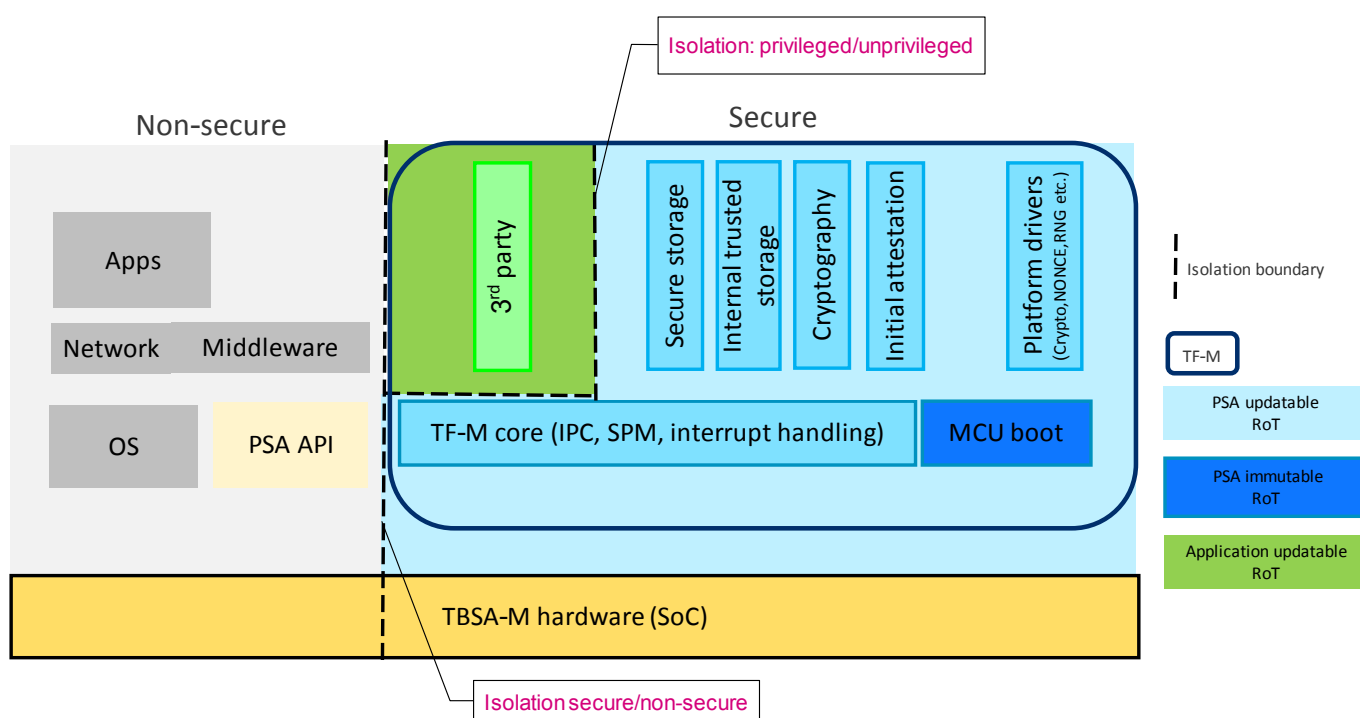 Isolation: privileged/unprivileged
Non-secure
Secure
Apps
Network
Middleware
OS
PSA API
3rd party
Secure storage
Internal trusted
storage
Cryptography
Initial attestation
Platform drivers
(Crypto,NONCE,RNG etc.)
TF-M core (IPC, SPM, interrupt handling)
MCU boot
TBSA-M hardware (SoC)
Isolation secure/non-secure
Isolation boundary
TF-M
PSA updatable
RoT
PSA immutable
RoT
Application updatable
RoT